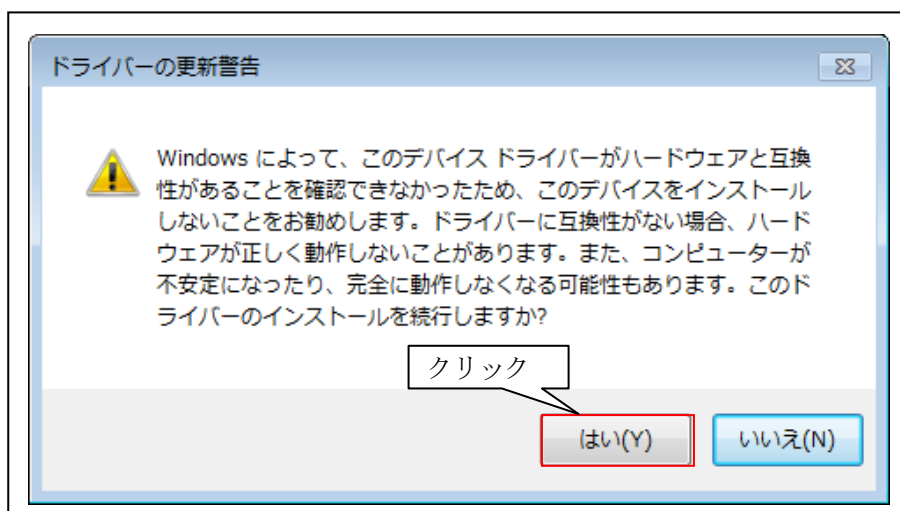 ドライバーの更新警告
Windows によって、このデバイス ドライバーがハードウェアと互換
性があることを確認できなかったため、このデバイスをインストール
しないことをお勧めします。ドライバーに互換性がない場合、ハード
ウェアが正しく動作しないことがあります。また、コンピューターが
不安定になったり、完全に動作しなくなる可能性もあります。このド
ライバーのインストールを続行しますか?
クリック
はい(Y)
いいえ(N)